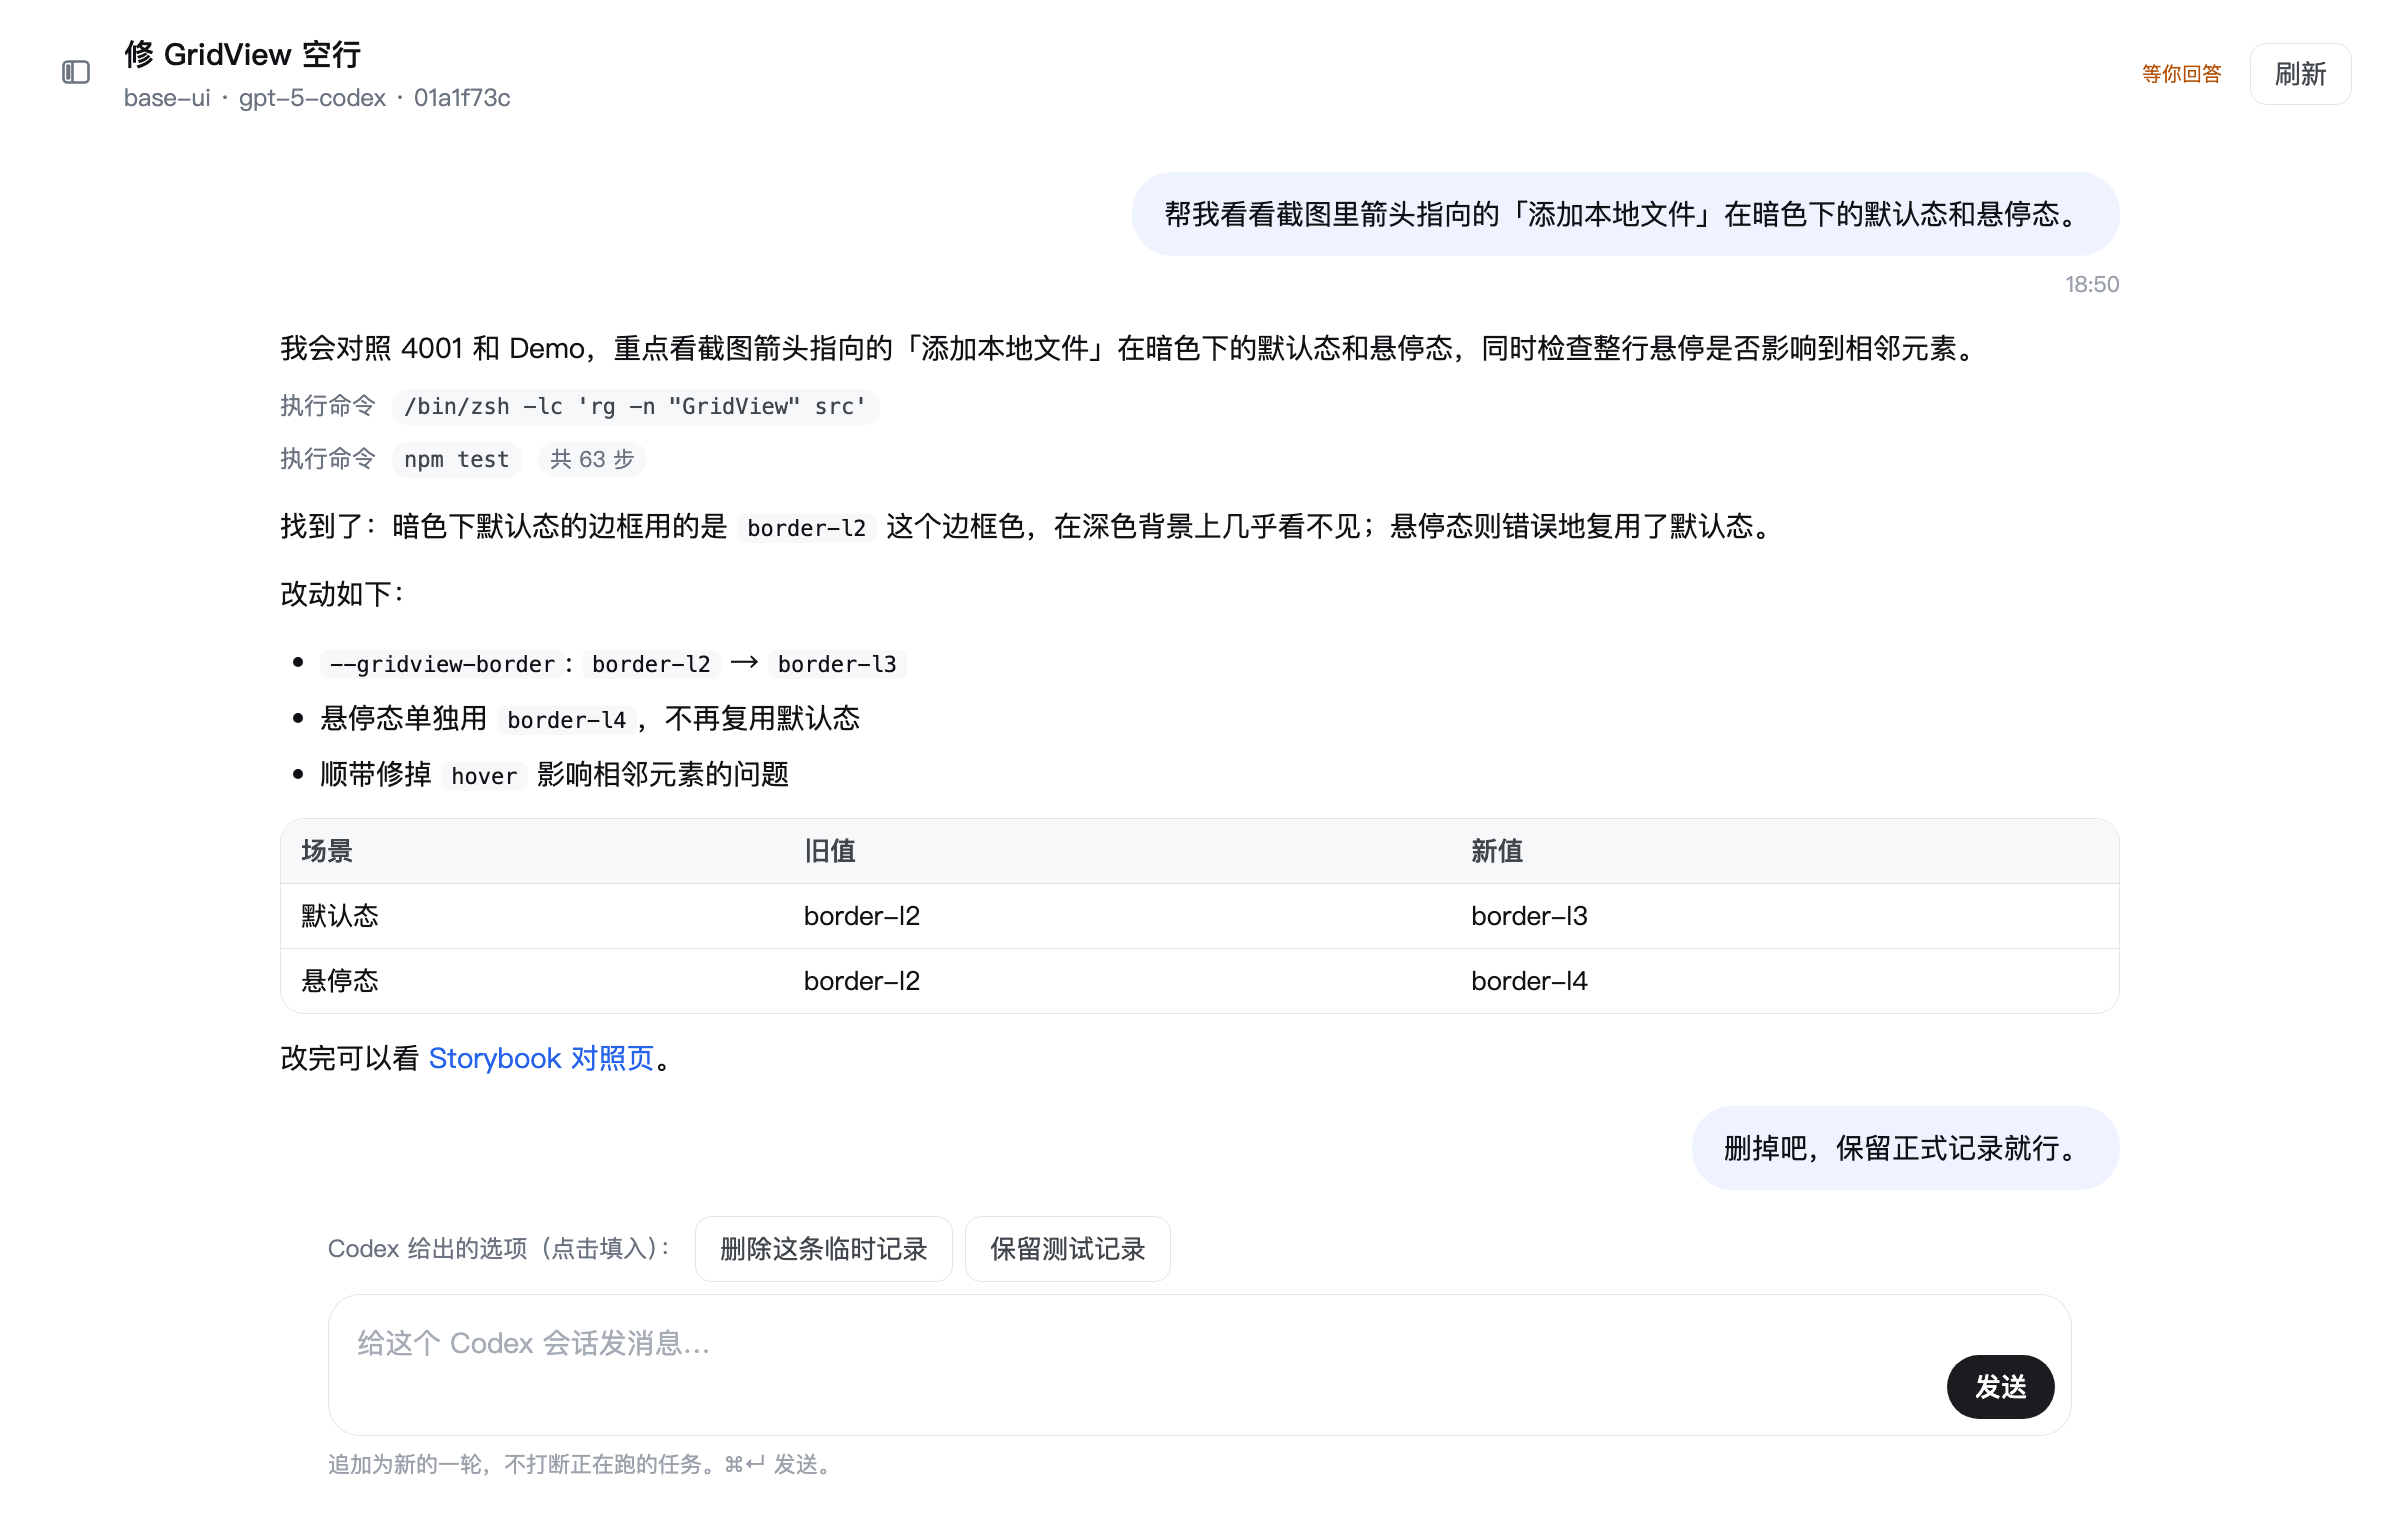 修 GridView 空行
base-ui · gpt-5-codex · 01a1f73c
等你回答
刷新
帮我看看截图里箭头指向的「添加本地文件」在暗色下的默认态和悬停态。
18:50
我会对照 4001 和 Demo，重点看截图箭头指向的「添加本地文件」在暗色下的默认态和悬停态，同时检查整行悬停是否影响到相邻元素。
执行命令 /bin/zsh -lc 'rg -n "GridView" src'
执行命令 npm test 共 63 步
找到了：暗色下默认态的边框用的是 border-l2 这个边框色，在深色背景上几乎看不见；悬停态则错误地复用了默认态。
改动如下：
• --gridview-border: border-l2 → border-l3
• 悬停态单独用 border-l4，不再复用默认态
• 顺带修掉 hover 影响相邻元素的问题
场景 旧值 新值
默认态 border-l2 border-l3
悬停态 border-l2 border-l4
改完可以看 Storybook 对照页。
删掉吧，保留正式记录就行。
Codex 给出的选项（点击填入）： 删除这条临时记录 保留测试记录
给这个 Codex 会话发消息…
发送
追加为新的一轮，不打断正在跑的任务。⌘↵ 发送。